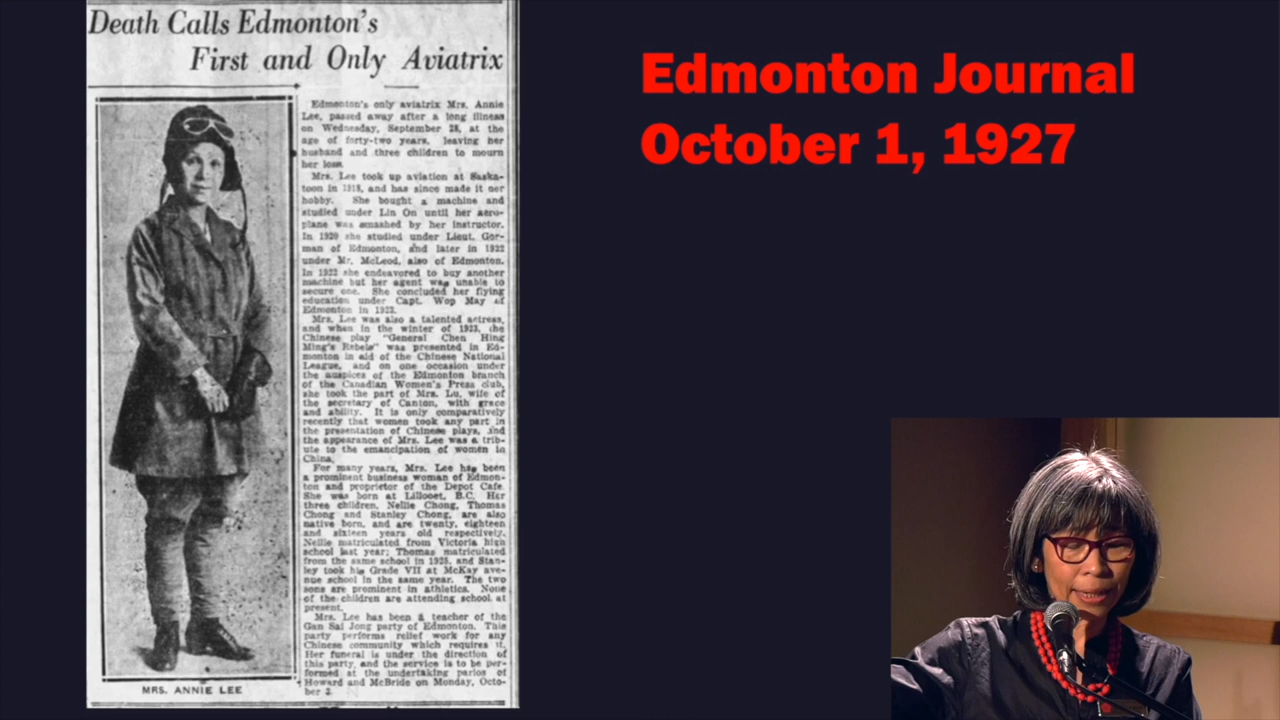 Death Calls Edmonton's
First and Only Aviatrix
Edmonton's only aviatrix Mrs. Annie
Lee, passed away after a long illness
on Wednesday, September 28, at the
age of forty-two years, leaving her
husband and three children to mourn
her loss.
Mrs. Lee took up aviation at Saska-
toon in 1918, and has since made it her
hobby. She bought a machine and
studied under Lin On until her aero-
plane was smashed by her instructor.
In 1920 she studied under Lieut. Gor-
man of Edmonton, and later in 1922
under Mr. McLeod, also of Edmonton.
In 1922 she endeavored to buy another
machine but her agent was unable to
secure one. She concluded her flying
education under Capt. Wop May of
Edmonton in 1923.
Mrs. Lee was also a talented actress,
and when in the winter of 1923, the
Chinese play "General Chen Hing
Ming's Rebels" was presented in Ed-
monton in aid of the Chinese National
League, and on one occasion under
the auspices of the Edmonton branch
of the Canadian Women's Press club,
she took the part of Mrs. Lu, wife of
the secretary of Canton, with grace
and ability. It is only comparatively
recently that women took any part in
the presentation of Chinese plays, and
the appearance of Mrs. Lee was a trib-
ute to the emancipation of women in
China.
For many years, Mrs. Lee has been
a prominent business woman of Edmon-
ton and proprietor of the Depot Cafe.
She was born at Lillooet, B.C. Her
three children, Nellie Chong, Thomas
Chong and Stanley Chong, are also
native born, and are twenty, eighteen
and sixteen years old respectively.
Nellie matriculated from Victoria high
school last year; Thomas matriculated
from the same school in 1925, and Stan-
ley took his Grade VII at McKay ave-
nue school in the same year. The two
sons are prominent in athletics. None
of the children are attending school at
present.
Mrs. Lee has been a teacher of the
Gan Sai Jong party of Edmonton. This
party performs relief work for any
Chinese community which requires it.
Her funeral is under the direction of
this party, and the service is to be per-
formed at the undertaking parlos of
Howard and McBride on Monday, Octo-
ber 3.
MRS. ANNIE LEE
Edmonton Journal
October 1, 1927